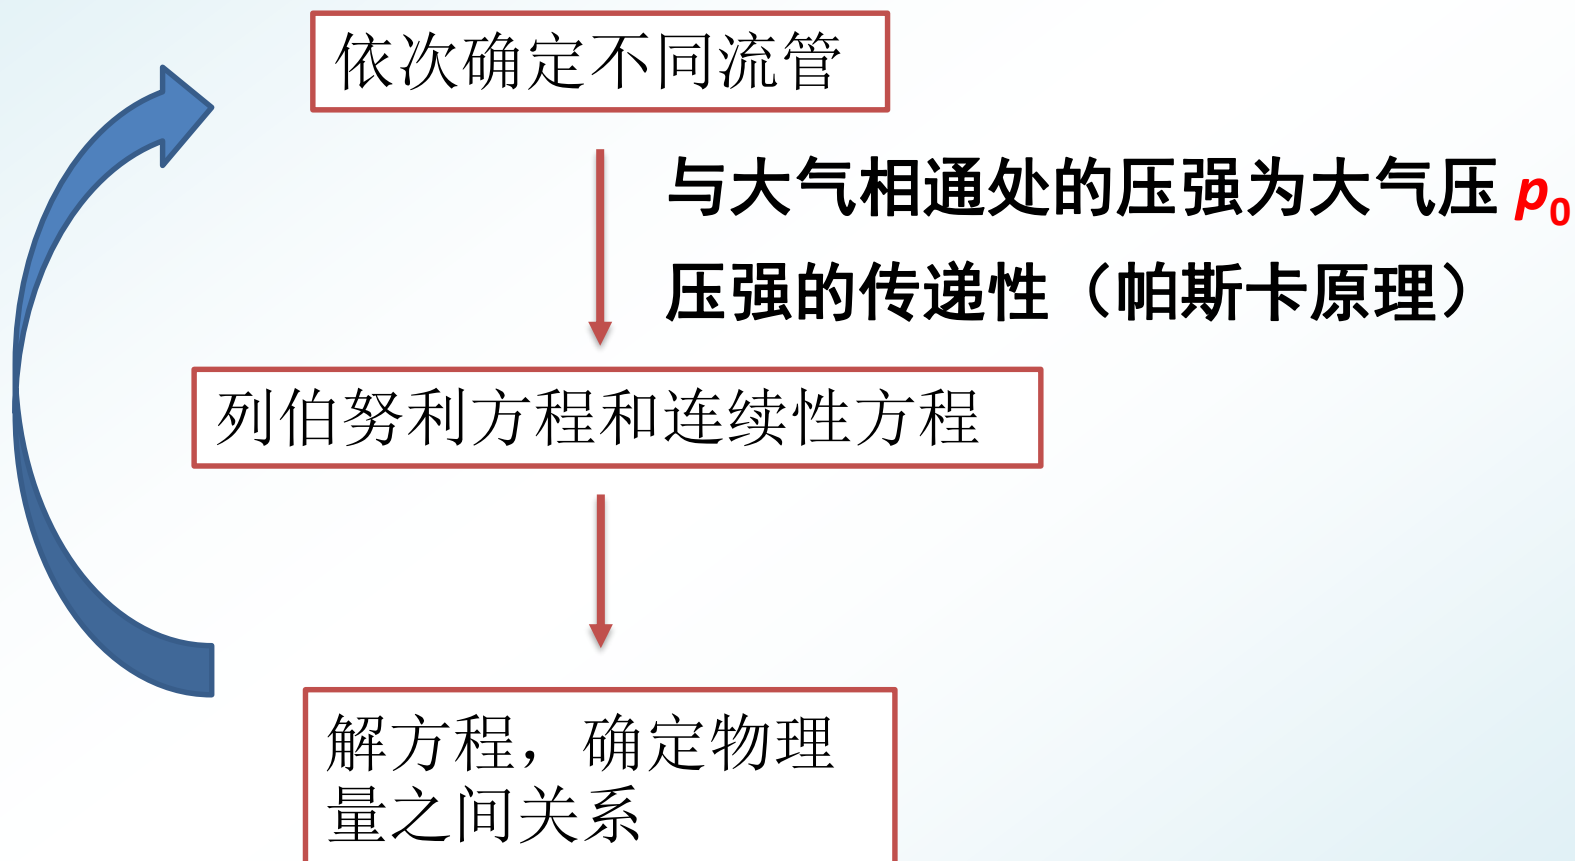 依次确定不同流管
与大气相通处的压强为大气压 p₀
压强的传递性（帕斯卡原理）
列伯努利方程和连续性方程
解方程，确定物理
量之间关系